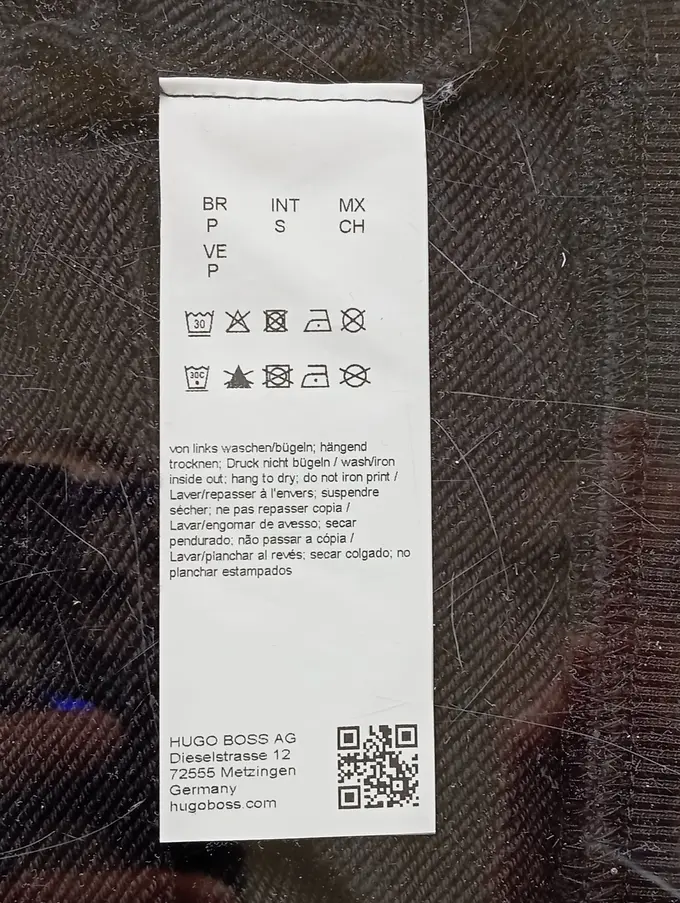 BR INT MX
P S CH
VE
P
30
30C
von links waschen/bügeln; hängend
trocknen; Druck nicht bügeln / wash/iron
inside out; hang to dry; do not iron print /
Laver/repasser à l'envers; suspendre
sécher; ne pas repasser copia /
Lavar/engomar de avesso; secar
pendurado; não passar a cópia /
Lavar/planchar al revés; secar colgado; no
planchar estampados
HUGO BOSS AG
Dieselstrasse 12
72555 Metzingen
Germany
hugoboss.com